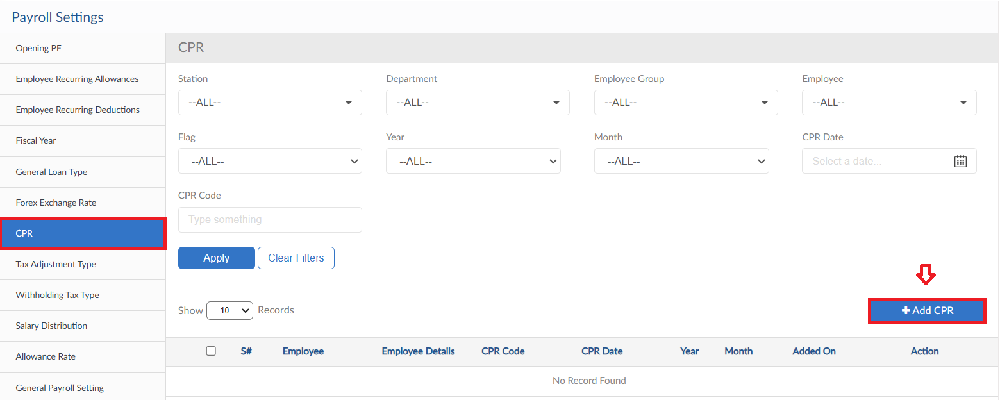 Payroll Settings
Opening PF
Employee Recurring Allowances
Employee Recurring Deductions
Fiscal Year
General Loan Type
Forex Exchange Rate
CPR
Tax Adjustment Type
Withholding Tax Type
Salary Distribution
Allowance Rate
General Payroll Setting
CPR
Station Department Employee Group Employee
--ALL-- --ALL-- --ALL-- --ALL--
Flag Year Month CPR Date
--ALL-- --ALL-- --ALL-- Select a date...
CPR Code
Type something
Apply Clear Filters
Show 10 Records + Add CPR
S# Employee Employee Details CPR Code CPR Date Year Month Added On Action
No Record Found